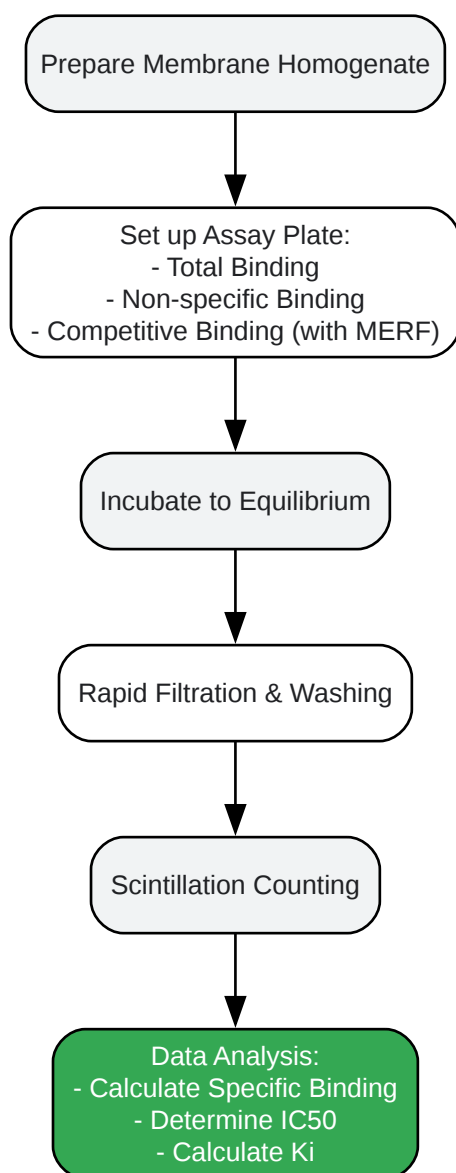 Prepare Membrane Homogenate
Set up Assay Plate:
- Total Binding
- Non-specific Binding
- Competitive Binding (with MERF)
Incubate to Equilibrium
Rapid Filtration & Washing
Scintillation Counting
Data Analysis:
- Calculate Specific Binding
- Determine IC50
- Calculate Ki